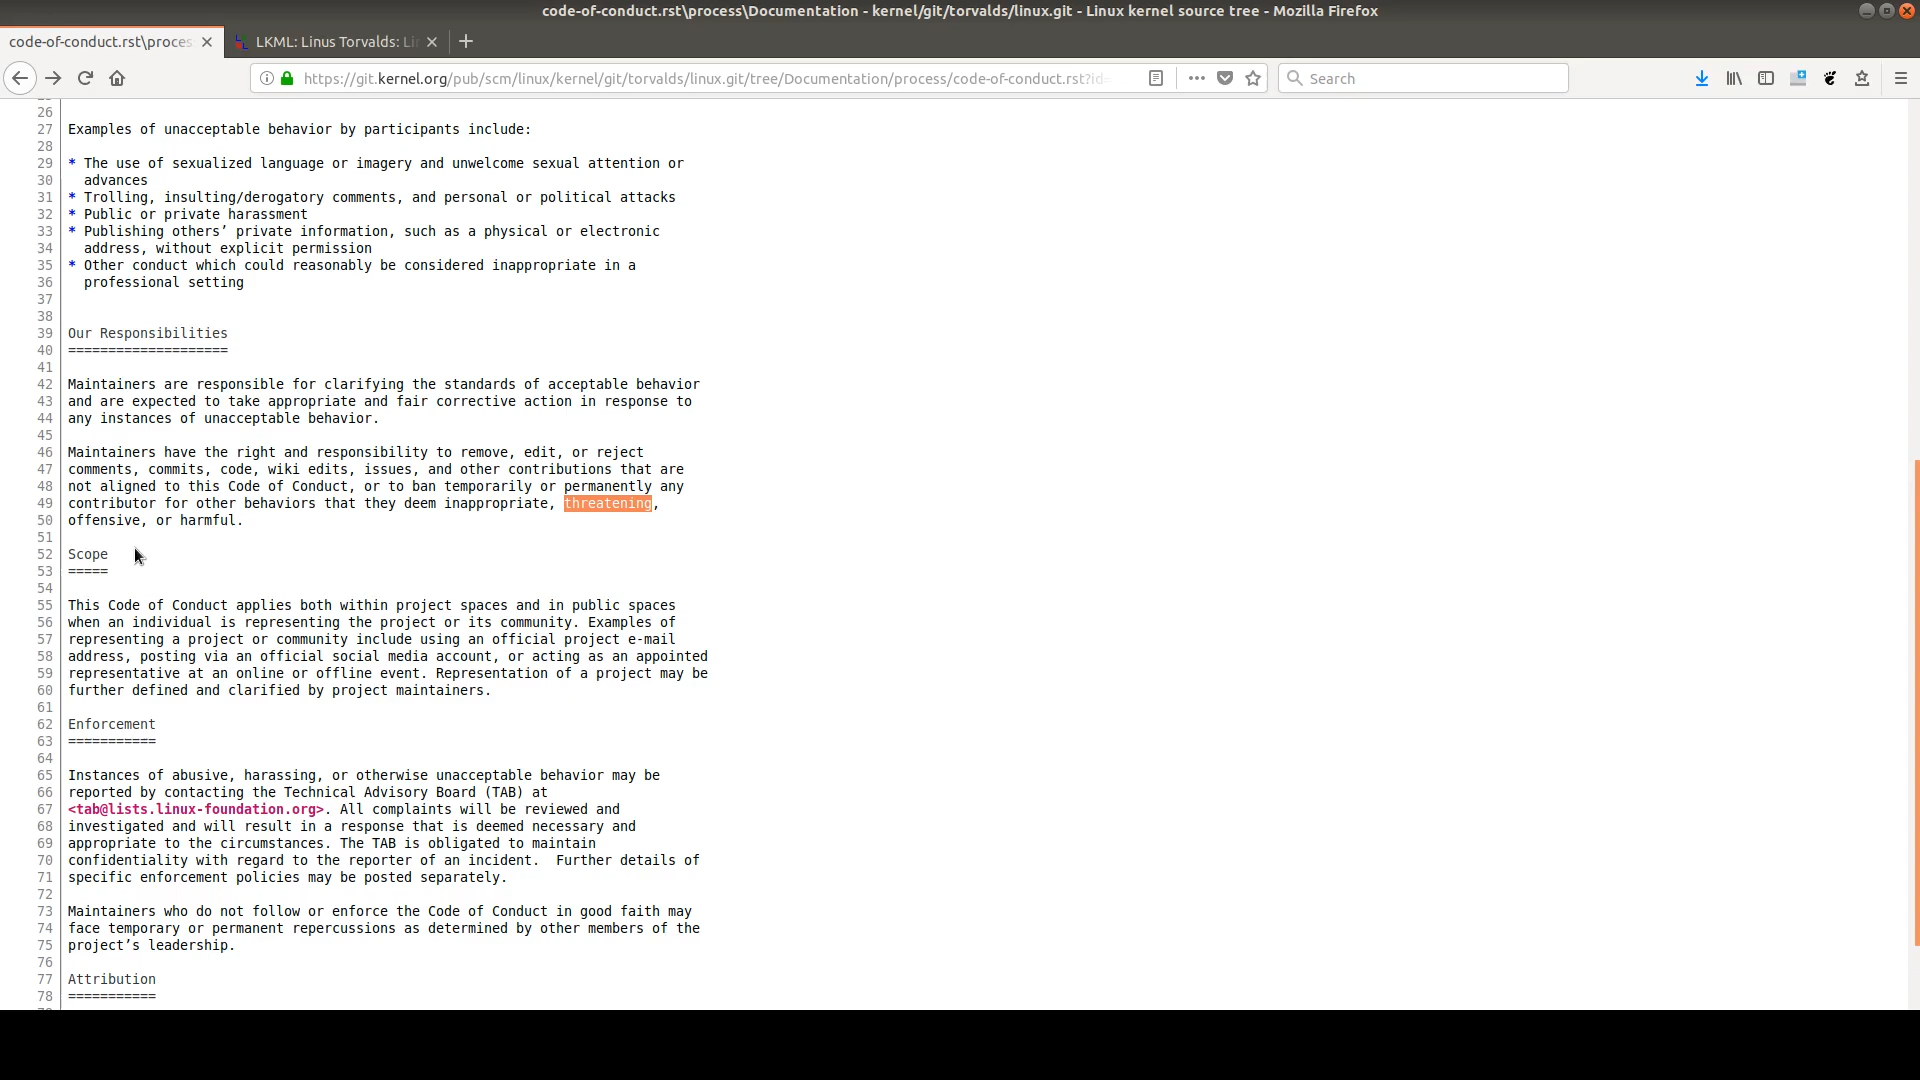 code-of-conduct.rst\process\Documentation - kernel/git/torvalds/linux.git - Linux kernel source tree - Mozilla Firefox
code-of-conduct.rst\proces
LKML: Linus Torvalds: Li
https://git.kernel.org/pub/scm/linux/kernel/git/torvalds/linux.git/tree/Documentation/process/code-of-conduct.rst?id=
Search
26
27 Examples of unacceptable behavior by participants include:
28
29 * The use of sexualized language or imagery and unwelcome sexual attention or
30 advances
31 * Trolling, insulting/derogatory comments, and personal or political attacks
32 * Public or private harassment
33 * Publishing others’ private information, such as a physical or electronic
34 address, without explicit permission
35 * Other conduct which could reasonably be considered inappropriate in a
36 professional setting
37
38
39 Our Responsibilities
40 ====================
41
42 Maintainers are responsible for clarifying the standards of acceptable behavior
43 and are expected to take appropriate and fair corrective action in response to
44 any instances of unacceptable behavior.
45
46 Maintainers have the right and responsibility to remove, edit, or reject
47 comments, commits, code, wiki edits, issues, and other contributions that are
48 not aligned to this Code of Conduct, or to ban temporarily or permanently any
49 contributor for other behaviors that they deem inappropriate, threatening,
50 offensive, or harmful.
51
52 Scope
53 =====
54
55 This Code of Conduct applies both within project spaces and in public spaces
56 when an individual is representing the project or its community. Examples of
57 representing a project or community include using an official project e-mail
58 address, posting via an official social media account, or acting as an appointed
59 representative at an online or offline event. Representation of a project may be
60 further defined and clarified by project maintainers.
61
62 Enforcement
63 ===========
64
65 Instances of abusive, harassing, or otherwise unacceptable behavior may be
66 reported by contacting the Technical Advisory Board (TAB) at
67 <tab@lists.linux-foundation.org>. All complaints will be reviewed and
68 investigated and will result in a response that is deemed necessary and
69 appropriate to the circumstances. The TAB is obligated to maintain
70 confidentiality with regard to the reporter of an incident.  Further details of
71 specific enforcement policies may be posted separately.
72
73 Maintainers who do not follow or enforce the Code of Conduct in good faith may
74 face temporary or permanent repercussions as determined by other members of the
75 project’s leadership.
76
77 Attribution
78 ===========